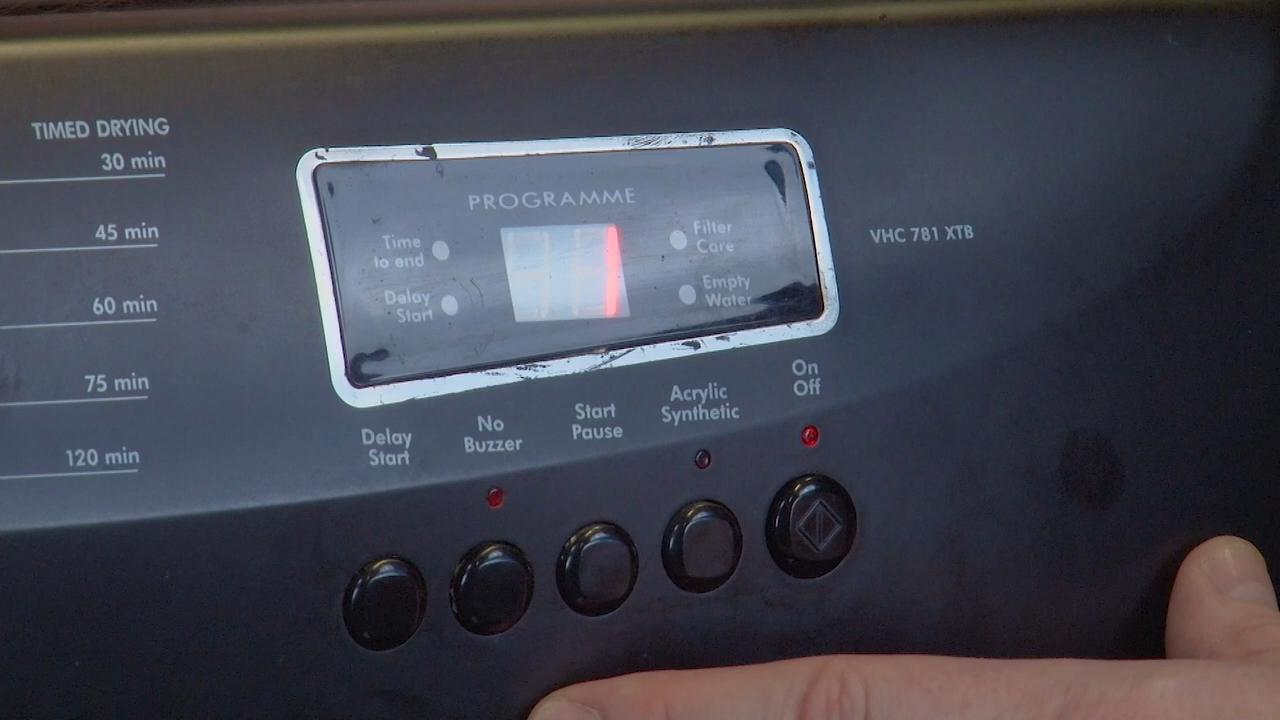 TIMED DRYING
30 min
45 min
60 min
75 min
120 min
PROGRAMME
Time
to end
Delay
Start
1
Filter
Care
Empty
Water
VHC 781 XTB
Delay
Start
No
Buzzer
Start
Pause
Acrylic
Synthetic
On
Off